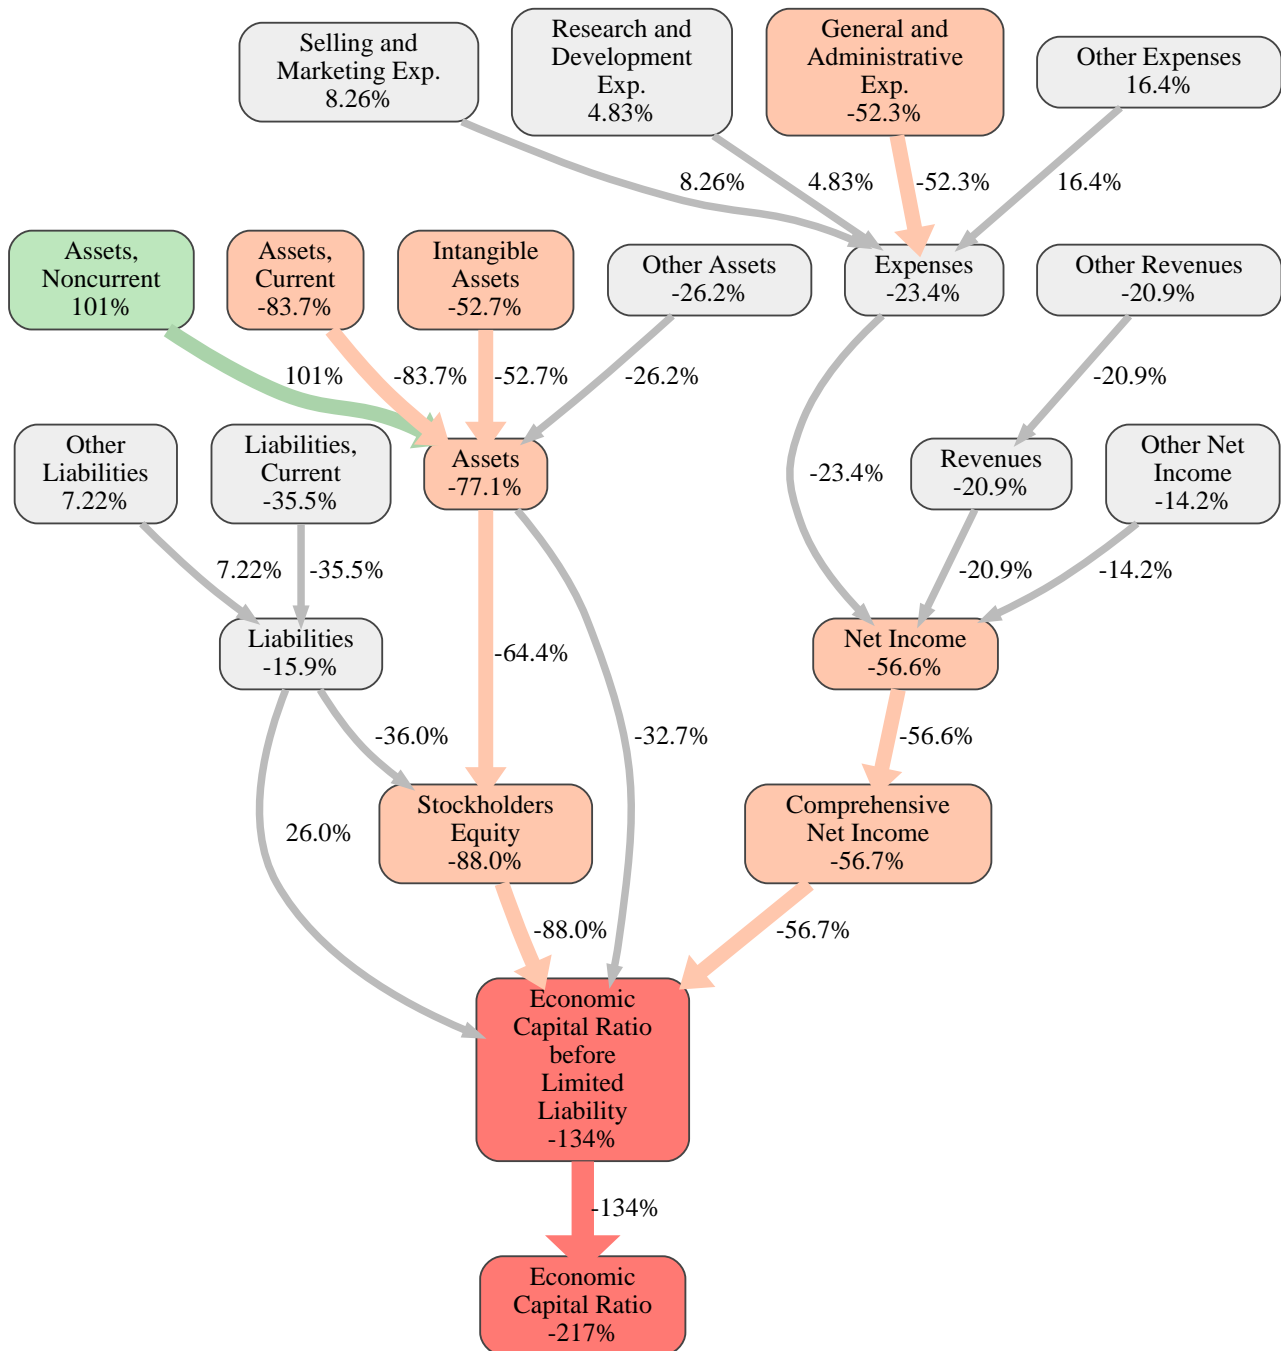 Selling and
Marketing Exp.
8.26%
Research and
Development
Exp.
4.83%
General and
Administrative
Exp.
-52.3%
Other Expenses
16.4%
8.26%
4.83%
-52.3%
16.4%
Assets,
Noncurrent
101%
Assets,
Current
-83.7%
Intangible
Assets
-52.7%
Other Assets
-26.2%
Expenses
-23.4%
Other Revenues
-20.9%
101%
-83.7%
-52.7%
-26.2%
-20.9%
Other
Liabilities
7.22%
Liabilities,
Current
-35.5%
Assets
-77.1%
-23.4%
Revenues
-20.9%
Other Net
Income
-14.2%
7.22%
-35.5%
-20.9%
-14.2%
Liabilities
-15.9%
-64.4%
Net Income
-56.6%
-36.0%
-32.7%
-56.6%
Stockholders
Equity
-88.0%
Comprehensive
Net Income
-56.7%
26.0%
-88.0%
-56.7%
Economic
Capital Ratio
before
Limited
Liability
-134%
-134%
Economic
Capital Ratio
-217%